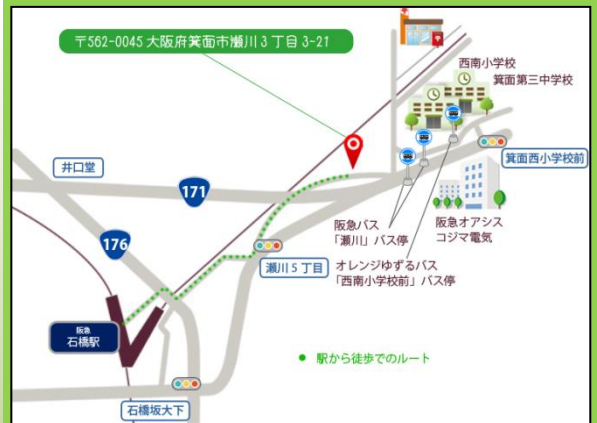 〒562-0045 大阪府箕面市瀬川3丁目3-21
西南小学校
箕面第三中学校
箕面西小学校前
井口堂
171
176
阪急バス
「瀬川」バス停
阪急オアシス
コジマ電気
瀬川5丁目
オレンジゆずるバス
「西南小学校前」バス停
阪急
石橋駅
駅から徒歩でのルート
石橋坂大下